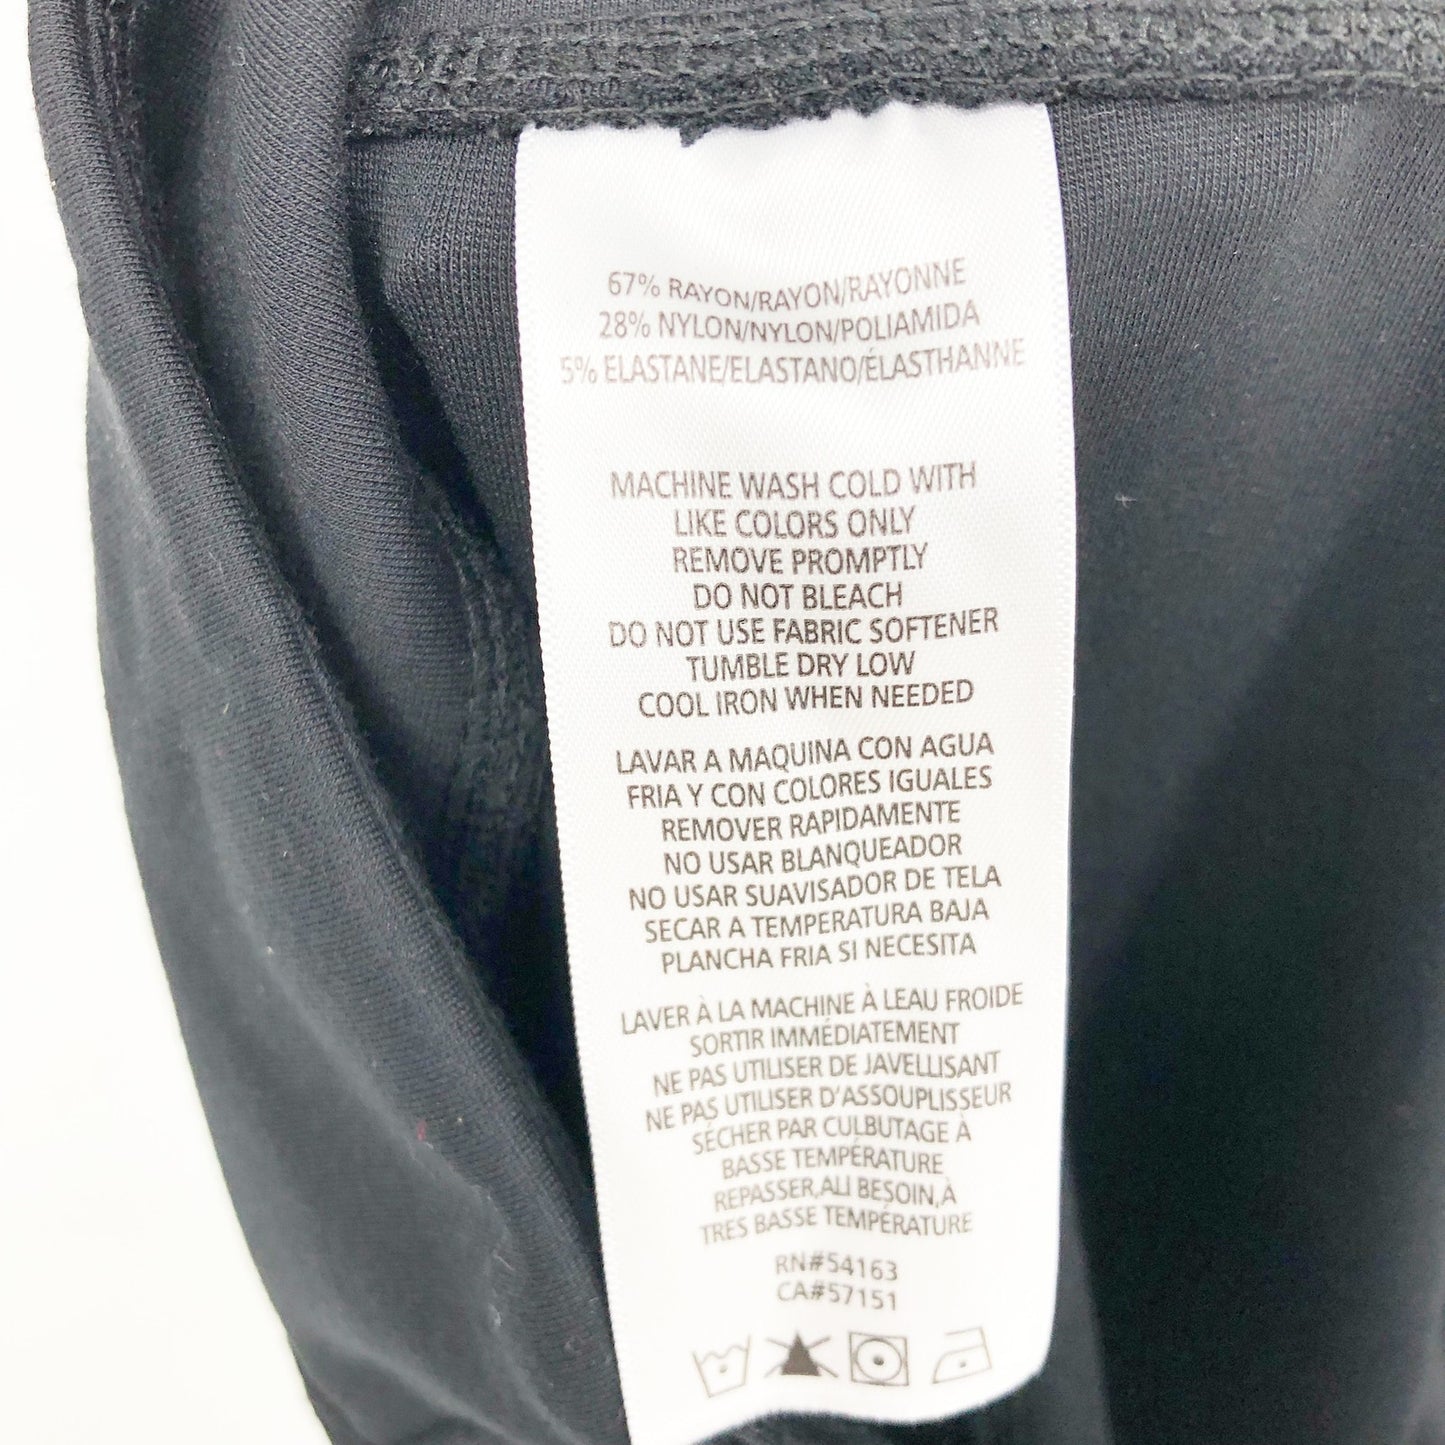 67% RAYON/RAYON/RAYONNE
28% NYLON/NYLON/POLIAMIDA
5% ELASTANE/ELASTANO/ÉLASTHANNE
MACHINE WASH COLD WITH
LIKE COLORS ONLY
REMOVE PROMPTLY
DO NOT BLEACH
DO NOT USE FABRIC SOFTENER
TUMBLE DRY LOW
COOL IRON WHEN NEEDED
LAVAR A MAQUINA CON AGUA
FRIA Y CON COLORES IGUALES
REMOVER RAPIDAMENTE
NO USAR BLANQUEADOR
NO USAR SUAVISADOR DE TELA
SECAR A TEMPERATURA BAJA
PLANCHA FRIA SI NECESITA
LAVER À LA MACHINE À LEAU FROIDE
SORTIR IMMÉDIATEMENT
NE PAS UTILISER DE JAVELLISANT
NE PAS UTILISER D'ASSOUPLISSEUR
SÉCHER PAR CULBUTAGE À
BASSE TEMPÉRATURE
REPASSER,ALI BESOIN,À
TRES BASSE TEMPÉRATURE
RN#54163
CA#57151